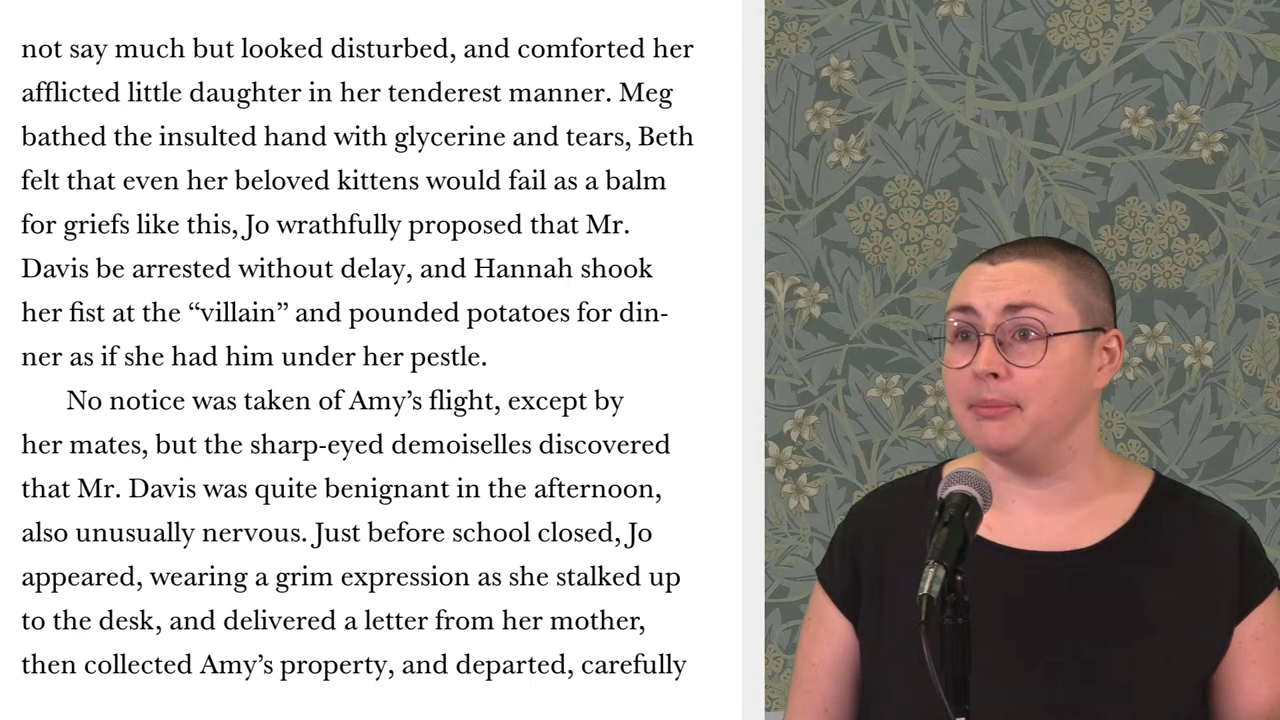 not say much but looked disturbed, and comforted her
afflicted little daughter in her tenderest manner. Meg
bathed the insulted hand with glycerine and tears, Beth
felt that even her beloved kittens would fail as a balm
for griefs like this, Jo wrathfully proposed that Mr.
Davis be arrested without delay, and Hannah shook
her fist at the “villain” and pounded potatoes for din-
ner as if she had him under her pestle.
No notice was taken of Amy’s flight, except by
her mates, but the sharp-eyed demoiselles discovered
that Mr. Davis was quite benignant in the afternoon,
also unusually nervous. Just before school closed, Jo
appeared, wearing a grim expression as she stalked up
to the desk, and delivered a letter from her mother,
then collected Amy’s property, and departed, carefully